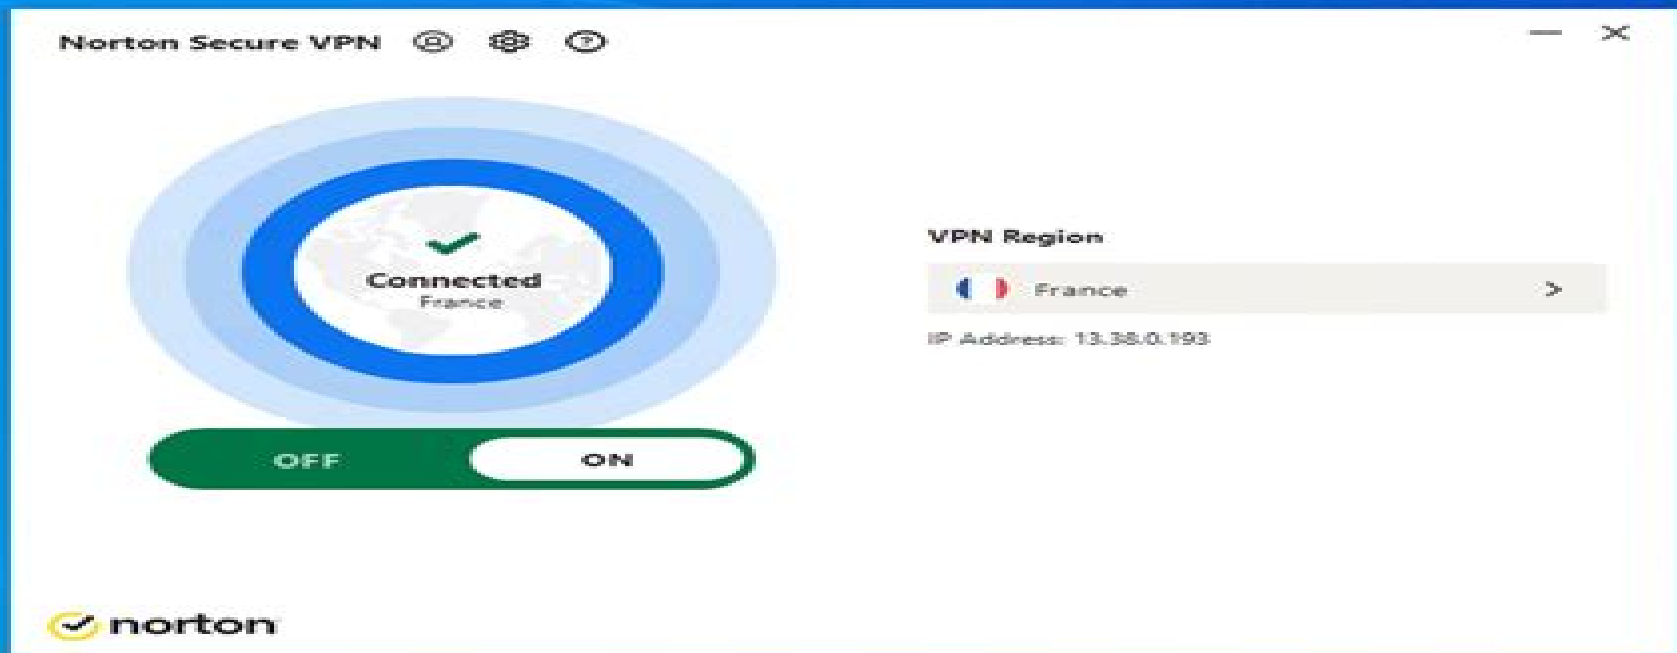 Norton Secure VPN
Connected
France
OFF
ON
VPN Region
France
IP Address: 13.38.0.193
norton